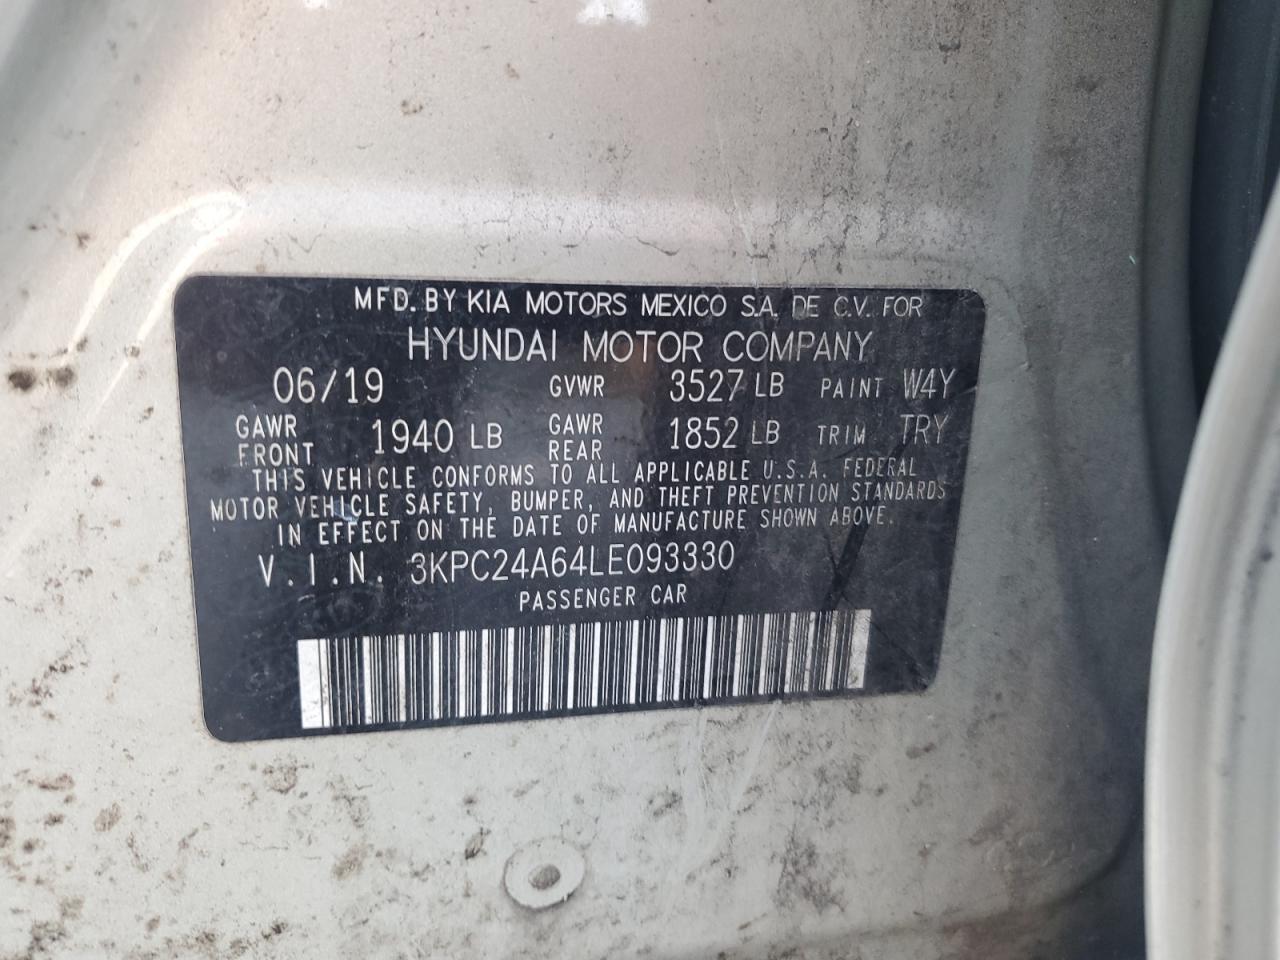 MFD. BY KIA MOTORS MEXICO S.A. DE C.V. FOR
HYUNDAI MOTOR COMPANY
06/19 GVWR 3527 LB PAINT W4Y
GAWR FRONT 1940 LB GAWR REAR 1852 LB TRIM TRY
THIS VEHICLE CONFORMS TO ALL APPLICABLE U.S.A. FEDERAL
MOTOR VEHICLE SAFETY, BUMPER, AND THEFT PREVENTION STANDARDS
IN EFFECT ON THE DATE OF MANUFACTURE SHOWN ABOVE.
V.I.N. 3KPC24A64LE093330
PASSENGER CAR